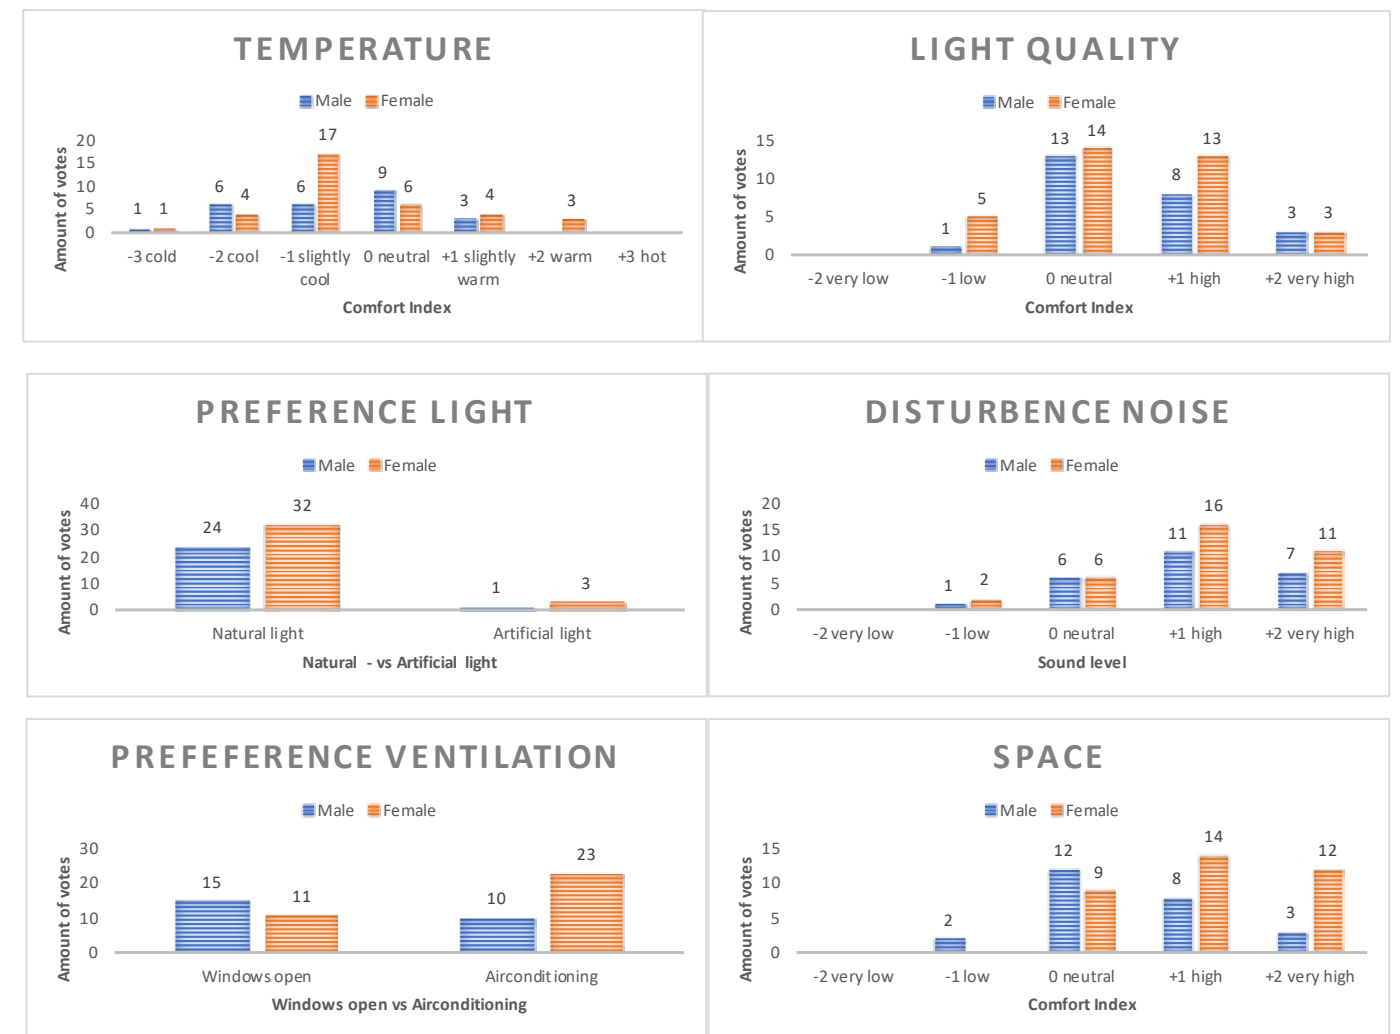 TEMPERATURE
Male Female
Amount of votes
20
15
10
5
0
1 1 6 4 6 17 9 6 3 4 3
-3 cold -2 cool -1 slightly cool 0 neutral +1 slightly warm +2 warm +3 hot
Comfort Index
LIGHT QUALITY
Male Female
Amount of votes
15
10
5
0
1 5 13 14 8 13 3 3
-2 very low -1 low 0 neutral +1 high +2 very high
Comfort Index
PREFERENCE LIGHT
Male Female
Amount of votes
40
30
20
10
0
24 32 1 3
Natural light Artificial light
Natural - vs Artificial light
DISTURBENCE NOISE
Male Female
Amount of votes
20
15
10
5
0
1 2 6 6 11 16 7 11
-2 very low -1 low 0 neutral +1 high +2 very high
Sound level
PREFEFERENCE VENTILATION
Male Female
Amount of votes
30
20
10
0
15 11 10 23
Windows open Airconditioning
Windows open vs Airconditioning
SPACE
Male Female
Amount of votes
15
10
5
0
2 12 9 8 14 3 12
-2 very low -1 low 0 neutral +1 high +2 very high
Comfort Index